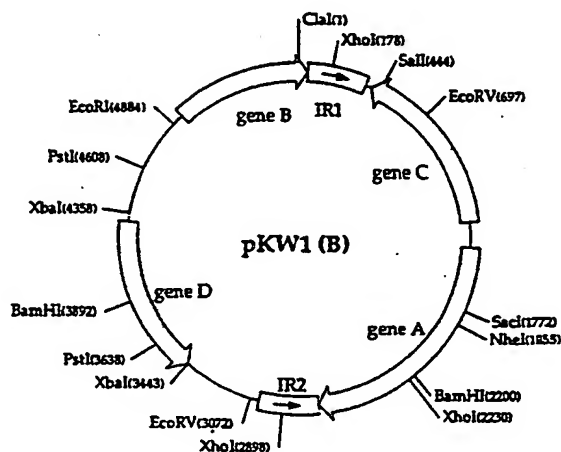 ClaI(1)
XhoI(178)
SalI(444)
EcoRV(697)
EcoRI(4884)
gene B
IR1
PstI(4608)
gene C
XbaI(4358)
pKW1 (B)
BamHI(3892)
gene D
gene A
SacI(1772)
NheI(1855)
PstI(3638)
XbaI(3443)
IR2
BamHI(2200)
XhoI(2230)
EcoRV(3072)
XhoI(2898)